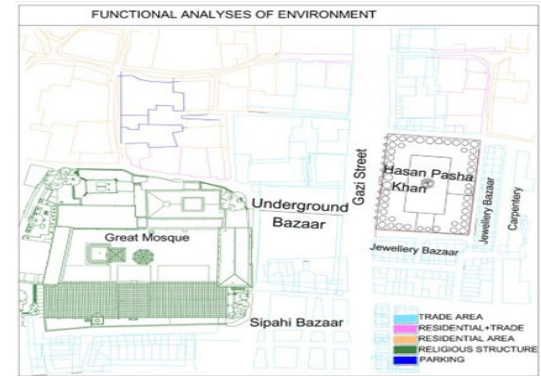 FUNCTIONAL ANALYSES OF ENVIRONMENT
Gazi Street
Hasan Pasha
Khan
Underground
Bazaar
Great Mosque
Jewellery Bazaar
Carpentery
Jewellery Bazaar
Sipahi Bazaar
TRADE AREA
RESIDENTIAL+TRADE
RESIDENTIAL AREA
RELIGIOUS STRUCTURE
PARKING